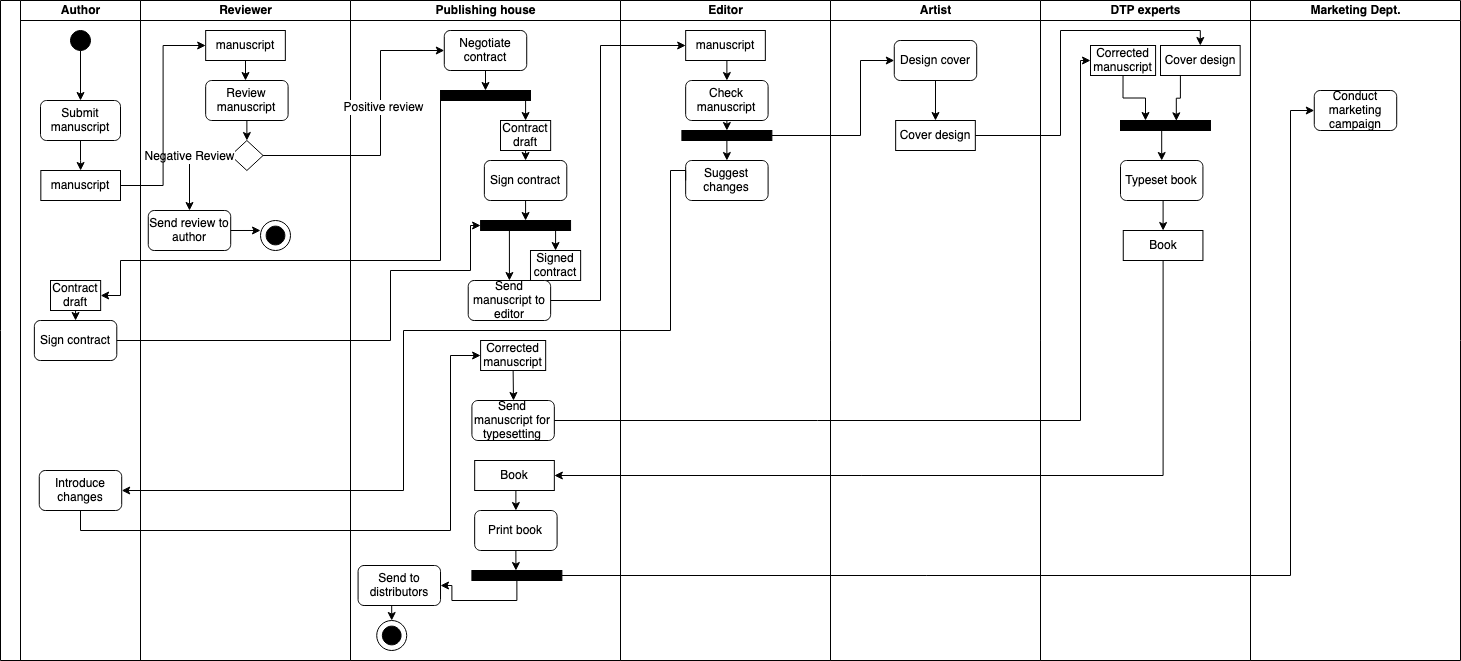 Author
Reviewer
Publishing house
Editor
Artist
DTP experts
Marketing Dept.
Submit
manuscript
manuscript
Contract
draft
Sign contract
Introduce
changes
manuscript
Review
manuscript
Negative Review
Send review to
author
Positive review
Negotiate
contract
Contract
draft
Sign contract
Signed
contract
Send
manuscript to
editor
Corrected
manuscript
Send
manuscript for
typesetting
Book
Print book
Send to
distributors
manuscript
Check
manuscript
Suggest
changes
Design cover
Cover design
Corrected
manuscript
Cover design
Typeset book
Book
Conduct
marketing
campaign